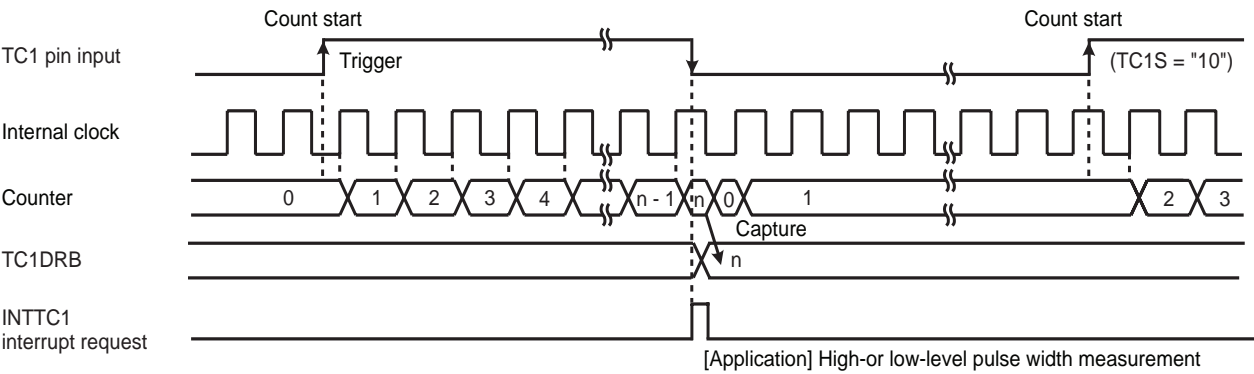 Count start Count start
TC1 pin input Trigger (TC1S = "10")
Internal clock
Counter 0 1 2 3 4 n - 1 n 0 1 2 3
Capture
TC1DRB n
INTTC1
interrupt request
[Application] High-or low-level pulse width measurement